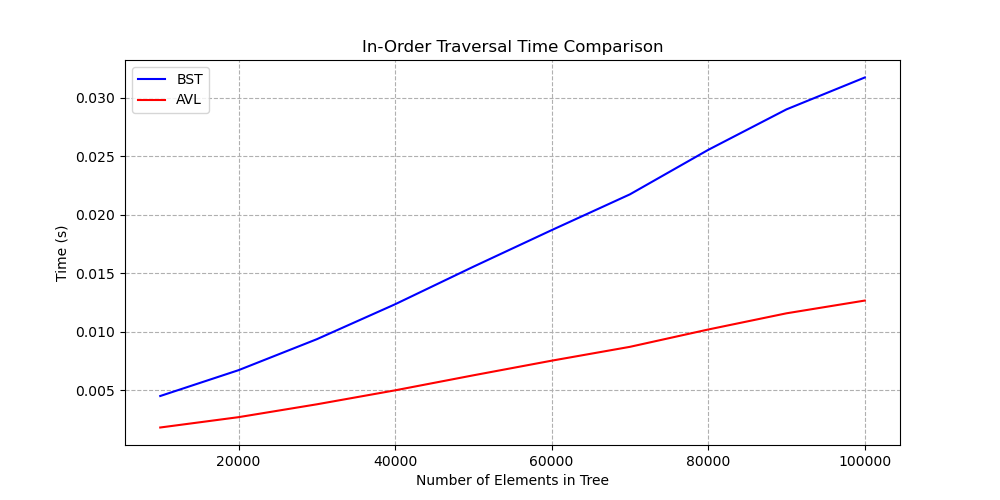 In-Order Traversal Time Comparison
BST
AVL
0.030
0.025
0.020
0.015
0.010
0.005
Time (s)
20000
40000
60000
80000
100000
Number of Elements in Tree